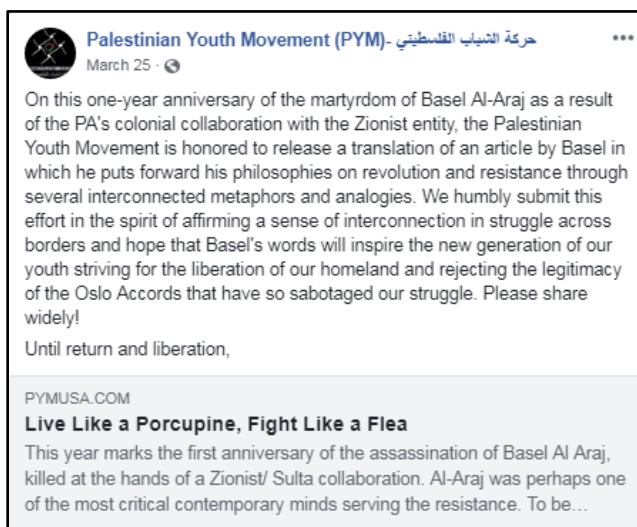 Palestinian Youth Movement (PYM)- حركة الشباب الفلسطيني
March 25 ·
On this one-year anniversary of the martyrdom of Basel Al-Araj as a result
of the PA's colonial collaboration with the Zionist entity, the Palestinian
Youth Movement is honored to release a translation of an article by Basel in
which he puts forward his philosophies on revolution and resistance through
several interconnected metaphors and analogies. We humbly submit this
effort in the spirit of affirming a sense of interconnection in struggle across
borders and hope that Basel's words will inspire the new generation of our
youth striving for the liberation of our homeland and rejecting the legitimacy
of the Oslo Accords that have so sabotaged our struggle. Please share
widely!
Until return and liberation,
PYMUSA.COM
Live Like a Porcupine, Fight Like a Flea
This year marks the first anniversary of the assassination of Basel Al Araj,
killed at the hands of a Zionist/ Sulta collaboration. Al-Araj was perhaps one
of the most critical contemporary minds serving the resistance. To be...